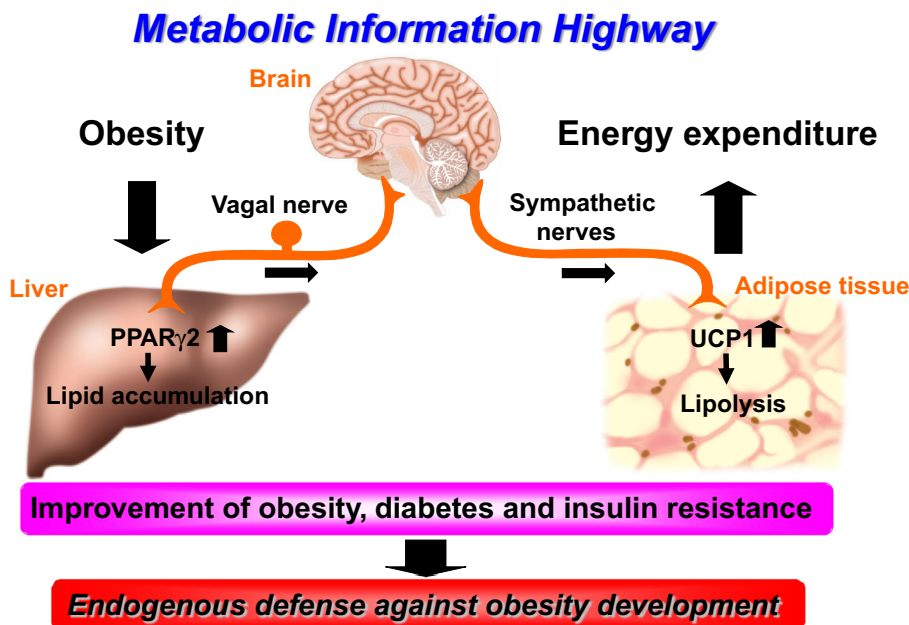 Metabolic Information Highway
Brain
Obesity
Energy expenditure
Vagal nerve
Sympathetic
nerves
Liver
Adipose tissue
PPARγ2
UCP1
Lipid accumulation
Lipolysis
Improvement of obesity, diabetes and insulin resistance
Endogenous defense against obesity development